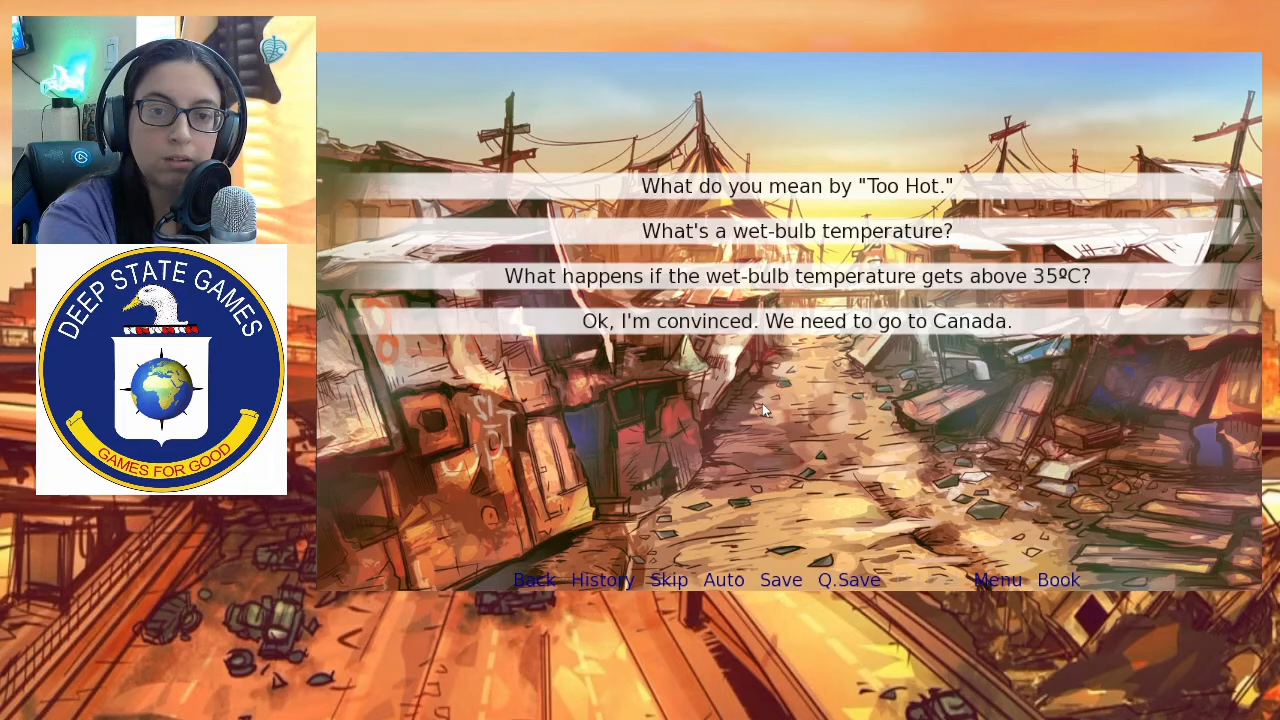 DEEP STATE GAMES
GAMES FOR GOOD
What do you mean by "Too Hot."
What's a wet-bulb temperature?
What happens if the wet-bulb temperature gets above 35ºC?
Ok, I'm convinced. We need to go to Canada.
Back History Skip Auto Save Q.Save Menu Book